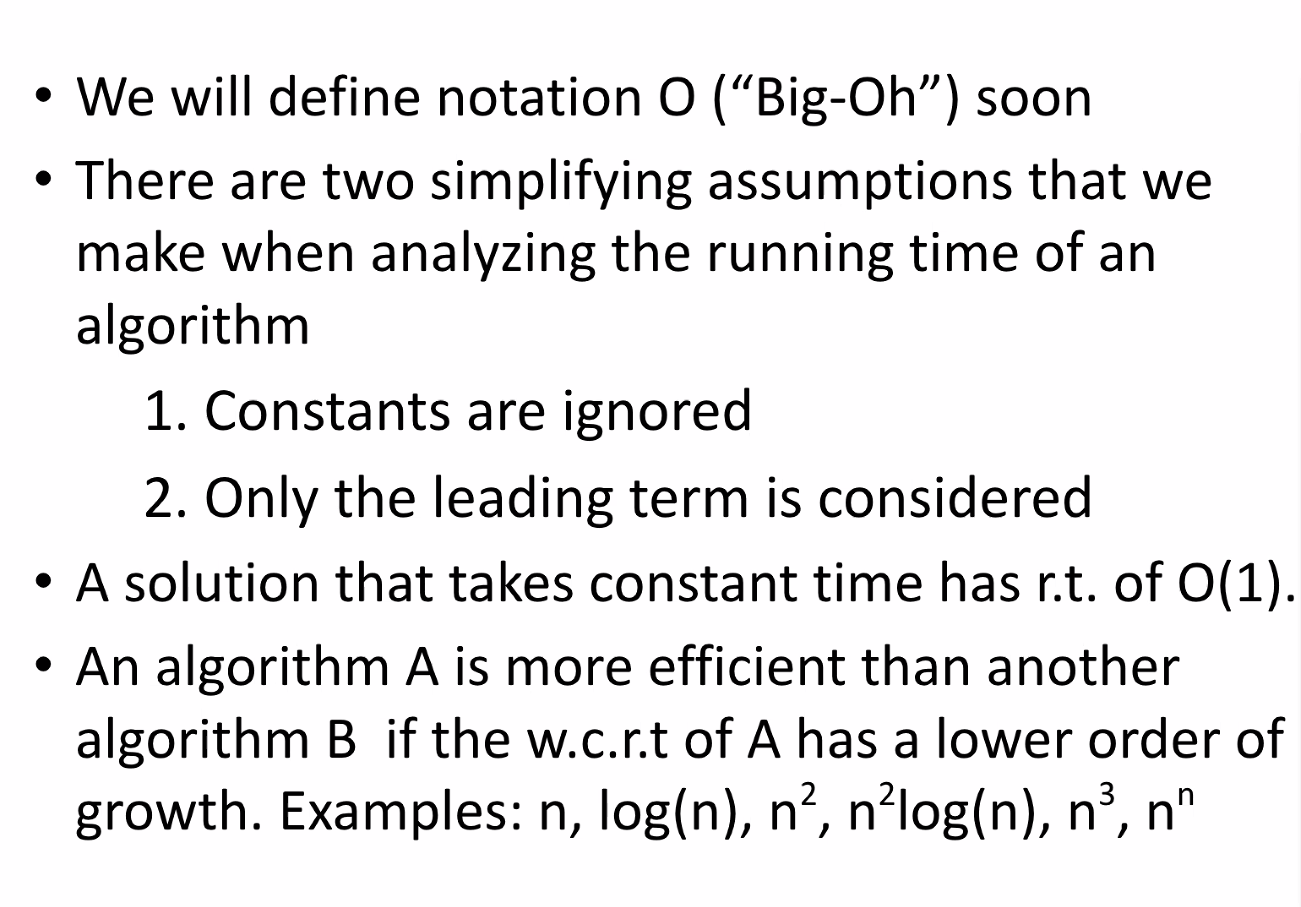 • We will define notation O (“Big-Oh”) soon
• There are two simplifying assumptions that we
make when analyzing the running time of an
algorithm
1. Constants are ignored
2. Only the leading term is considered
• A solution that takes constant time has r.t. of O(1).
• An algorithm A is more efficient than another
algorithm B  if the w.c.r.t of A has a lower order of
growth. Examples: n, log(n), n², n²log(n), n³, nⁿ